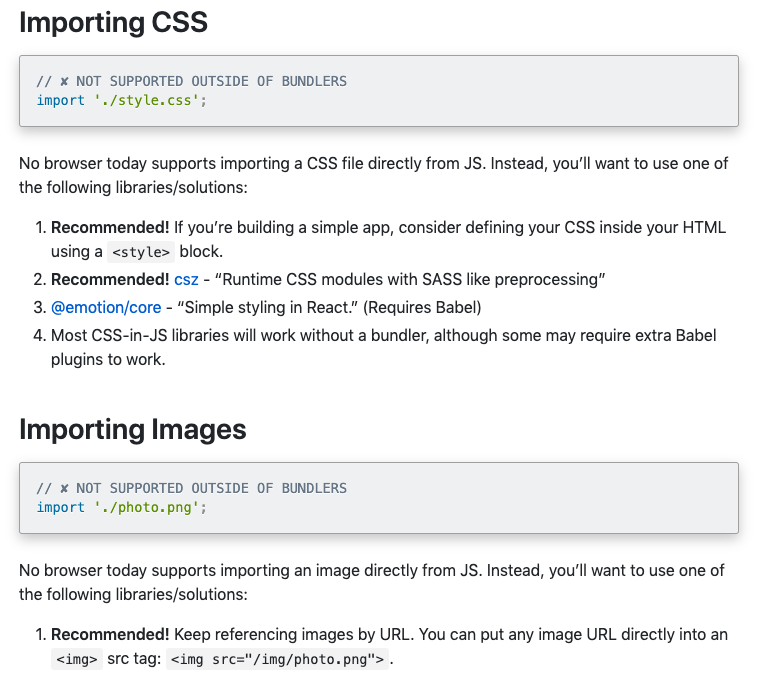 Importing CSS
// ✘ NOT SUPPORTED OUTSIDE OF BUNDLERS
import './style.css';
No browser today supports importing a CSS file directly from JS. Instead, you’ll want to use one of
the following libraries/solutions:
1. Recommended! If you’re building a simple app, consider defining your CSS inside your HTML
using a <style> block.
2. Recommended! csz - “Runtime CSS modules with SASS like preprocessing”
3. @emotion/core - “Simple styling in React.” (Requires Babel)
4. Most CSS-in-JS libraries will work without a bundler, although some may require extra Babel
plugins to work.
Importing Images
// ✘ NOT SUPPORTED OUTSIDE OF BUNDLERS
import './photo.png';
No browser today supports importing an image directly from JS. Instead, you’ll want to use one of
the following libraries/solutions:
1. Recommended! Keep referencing images by URL. You can put any image URL directly into an
<img> src tag: <img src="/img/photo.png">.